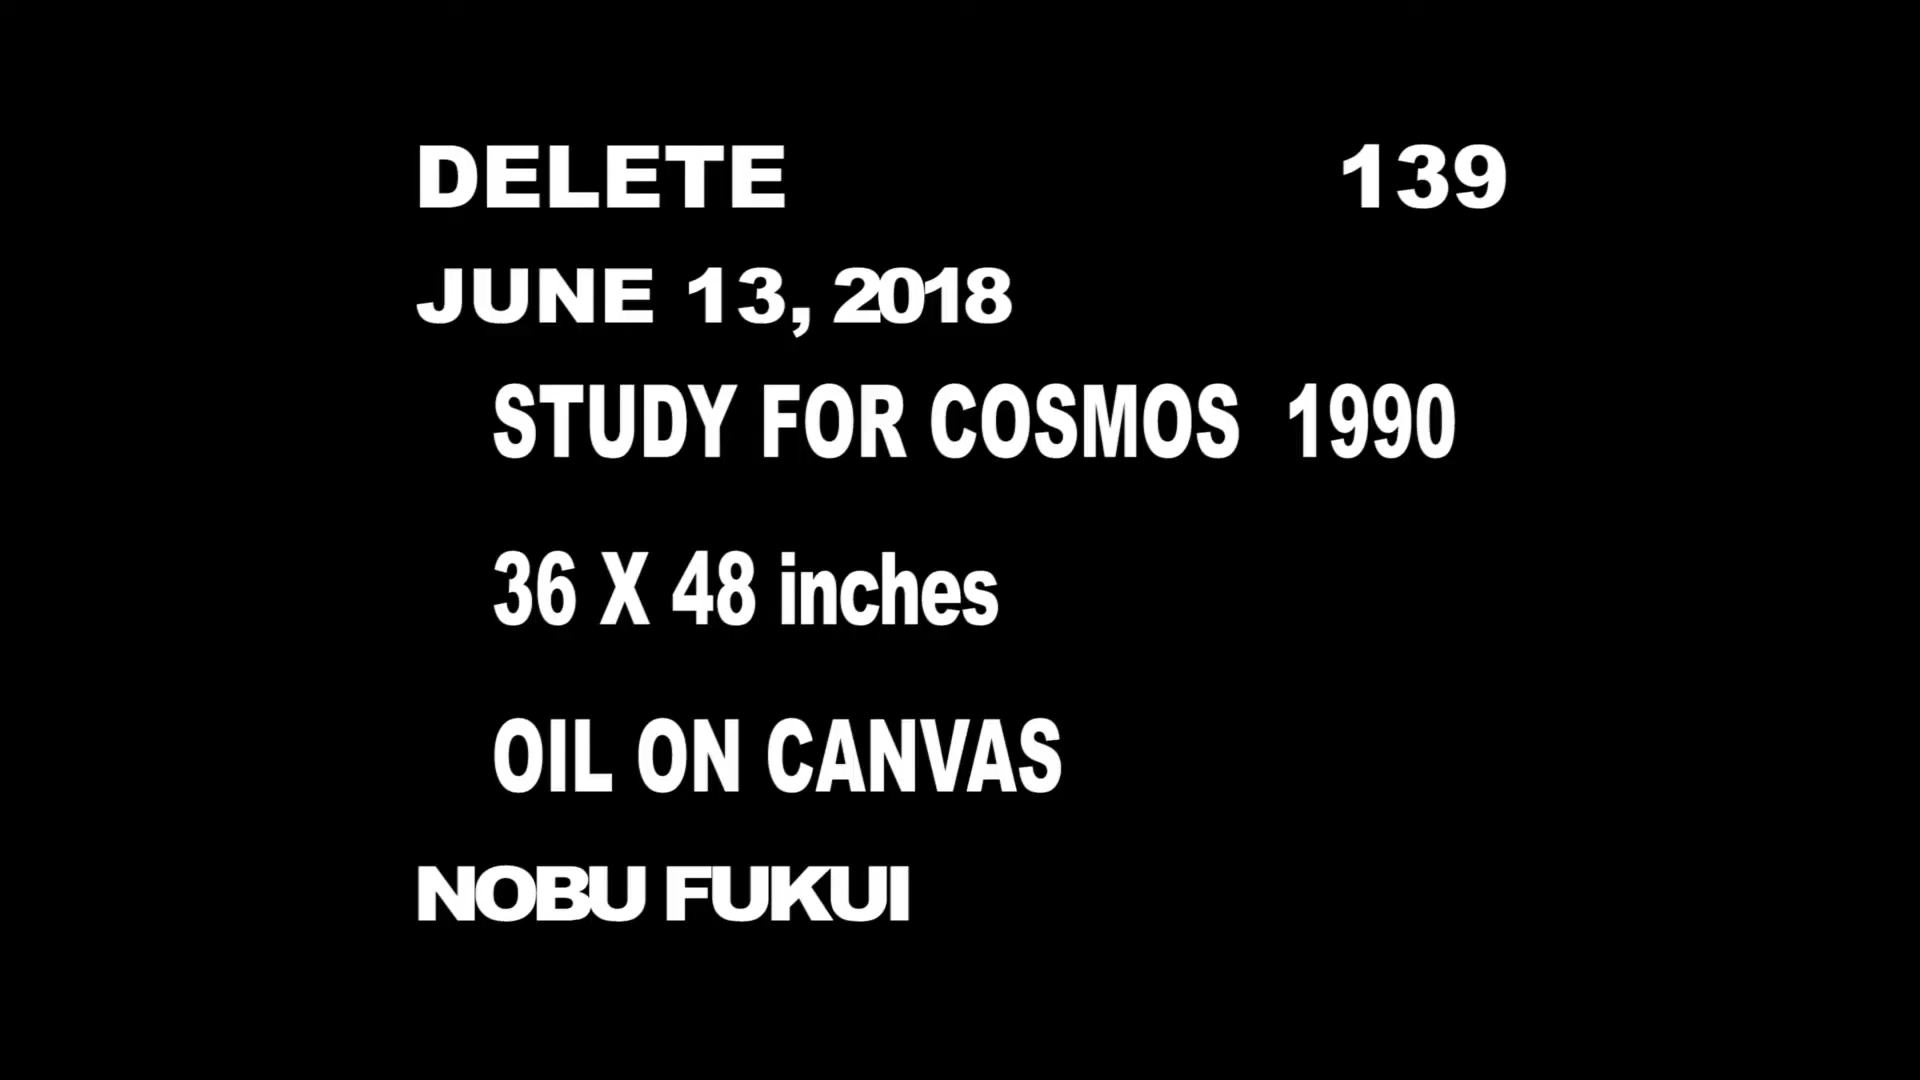 DELETE 139
JUNE 13, 2018
STUDY FOR COSMOS 1990
36 X 48 inches
OIL ON CANVAS
NOBU FUKUI